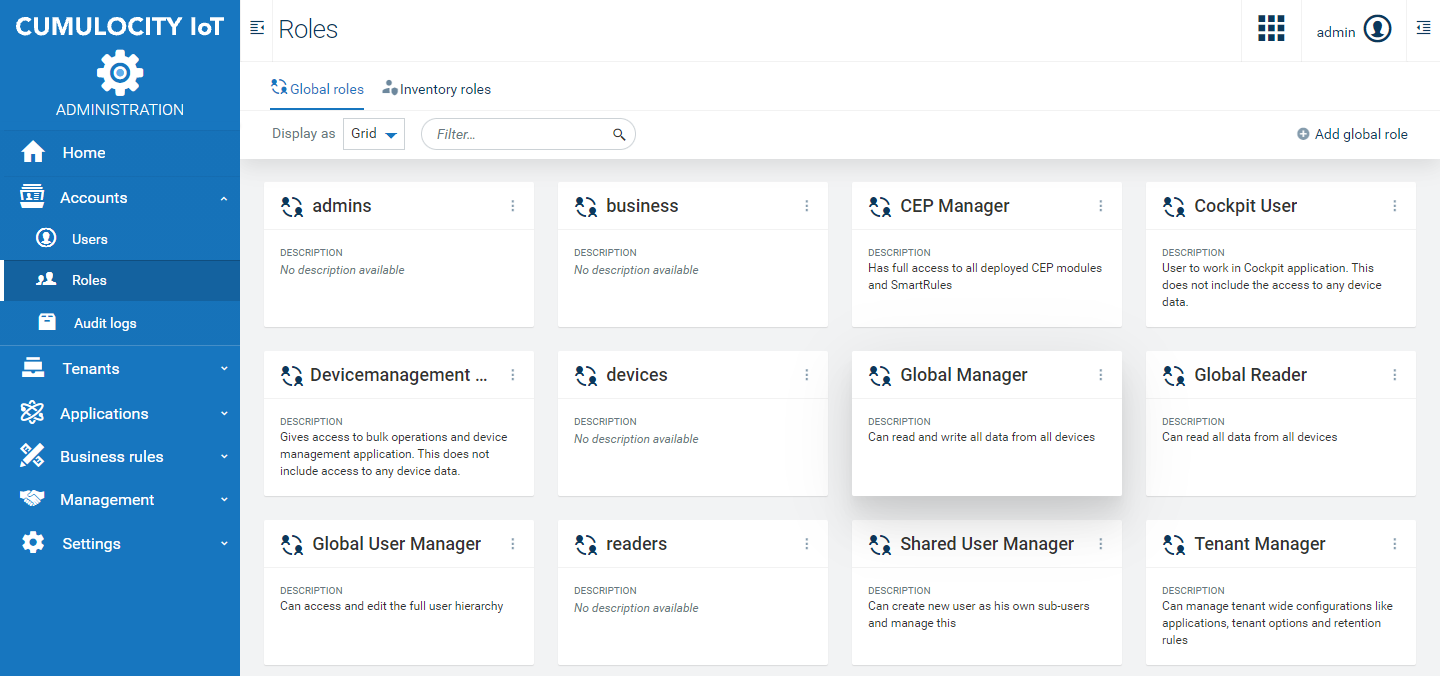 CUMULOCITY IoT
ADMINISTRATION
Home
Accounts
Users
Roles
Audit logs
Tenants
Applications
Business rules
Management
Settings
Roles
admin
Global roles
Inventory roles
Display as
Grid
Filter...
Add global role
admins
DESCRIPTION
No description available
business
DESCRIPTION
No description available
CEP Manager
DESCRIPTION
Has full access to all deployed CEP modules
and SmartRules
Cockpit User
DESCRIPTION
User to work in Cockpit application. This
does not include the access to any device
data.
Devicemanagement ...
DESCRIPTION
Gives access to bulk operations and device
management application. This does not
include access to any device data.
devices
DESCRIPTION
No description available
Global Manager
DESCRIPTION
Can read and write all data from all devices
Global Reader
DESCRIPTION
Can read all data from all devices
Global User Manager
DESCRIPTION
Can access and edit the full user hierarchy
readers
DESCRIPTION
No description available
Shared User Manager
DESCRIPTION
Can create new user as his own sub-users
and manage this
Tenant Manager
DESCRIPTION
Can manage tenant wide configurations like
applications, tenant options and retention
rules